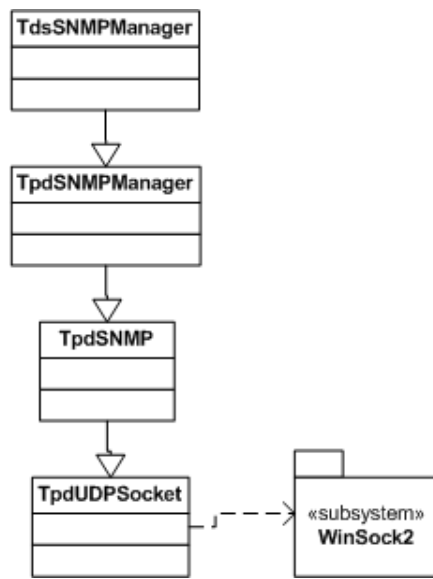 TdsSNMPManager
TpdSNMPManager
TpdSNMP
TpdUDPSocket
«subsystem»
WinSock2